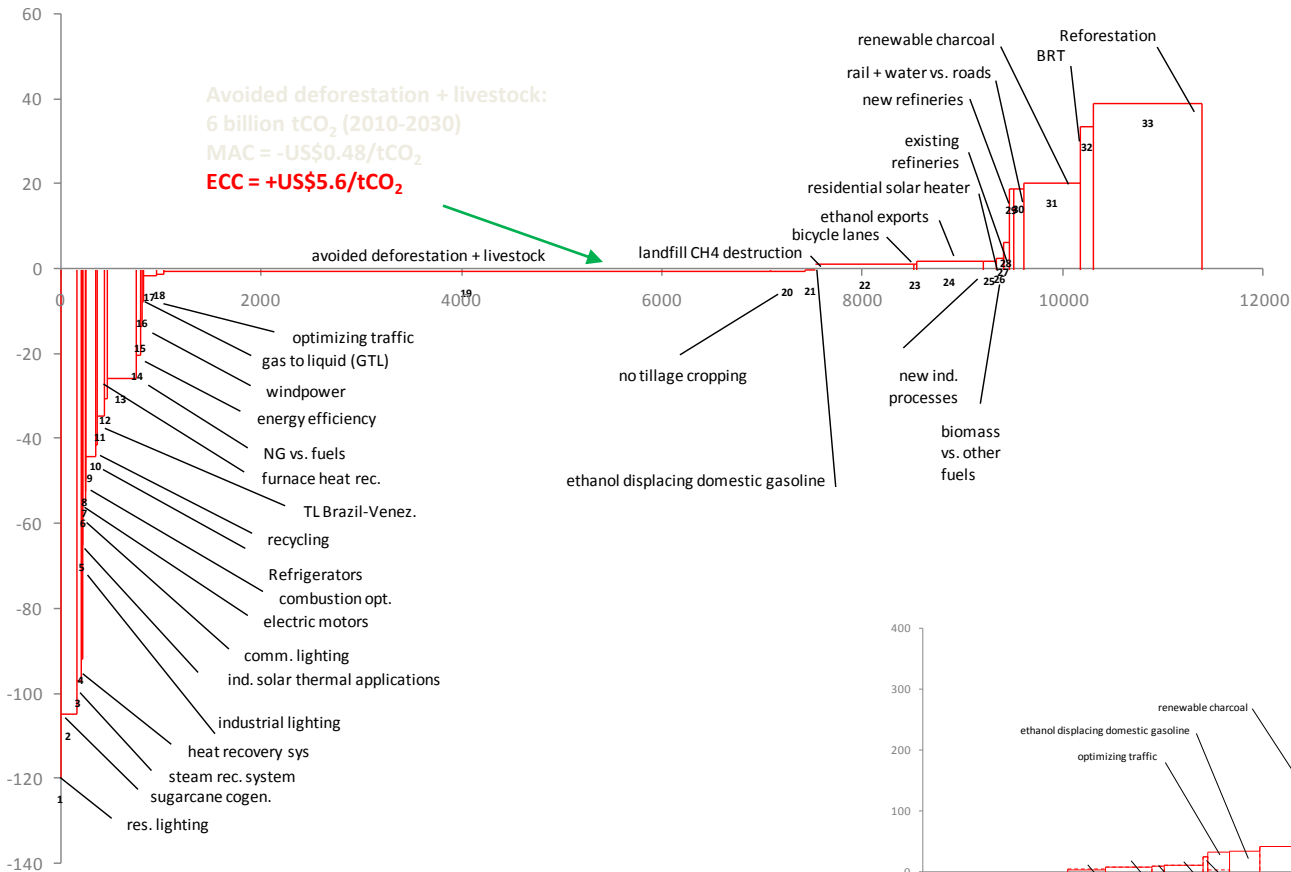 60
40
20
0
-20
-40
-60
-80
-100
-120
-140
0
2000
4000
6000
8000
10000
12000
Avoided deforestation + livestock:
6 billion tCO₂ (2010-2030)
MAC = -US$0.48/tCO₂
ECC = +US$5.6/tCO₂
renewable charcoal
Reforestation
BRT
rail + water vs. roads
new refineries
existing
refineries
residential solar heater
ethanol exports
bicycle lanes
landfill CH4 destruction
avoided deforestation + livestock
optimizing traffic
gas to liquid (GTL)
windpower
energy efficiency
NG vs. fuels
furnace heat rec.
TL Brazil-Venez.
recycling
Refrigerators
combustion opt.
electric motors
comm. lighting
ind. solar thermal applications
industrial lighting
heat recovery sys
steam rec. system
sugarcane cogen.
res. lighting
no tillage cropping
ethanol displacing domestic gasoline
new ind.
processes
biomass
vs. other
fuels
1
2
3
4
5
6
7
8
9
10
11
12
13
14
15
16
17
18
19
20
21
22
23
24
25
26
27
28
29
30
31
32
33
400
300
200
100
0
renewable charcoal
ethanol displacing domestic gasoline
optimizing traffic